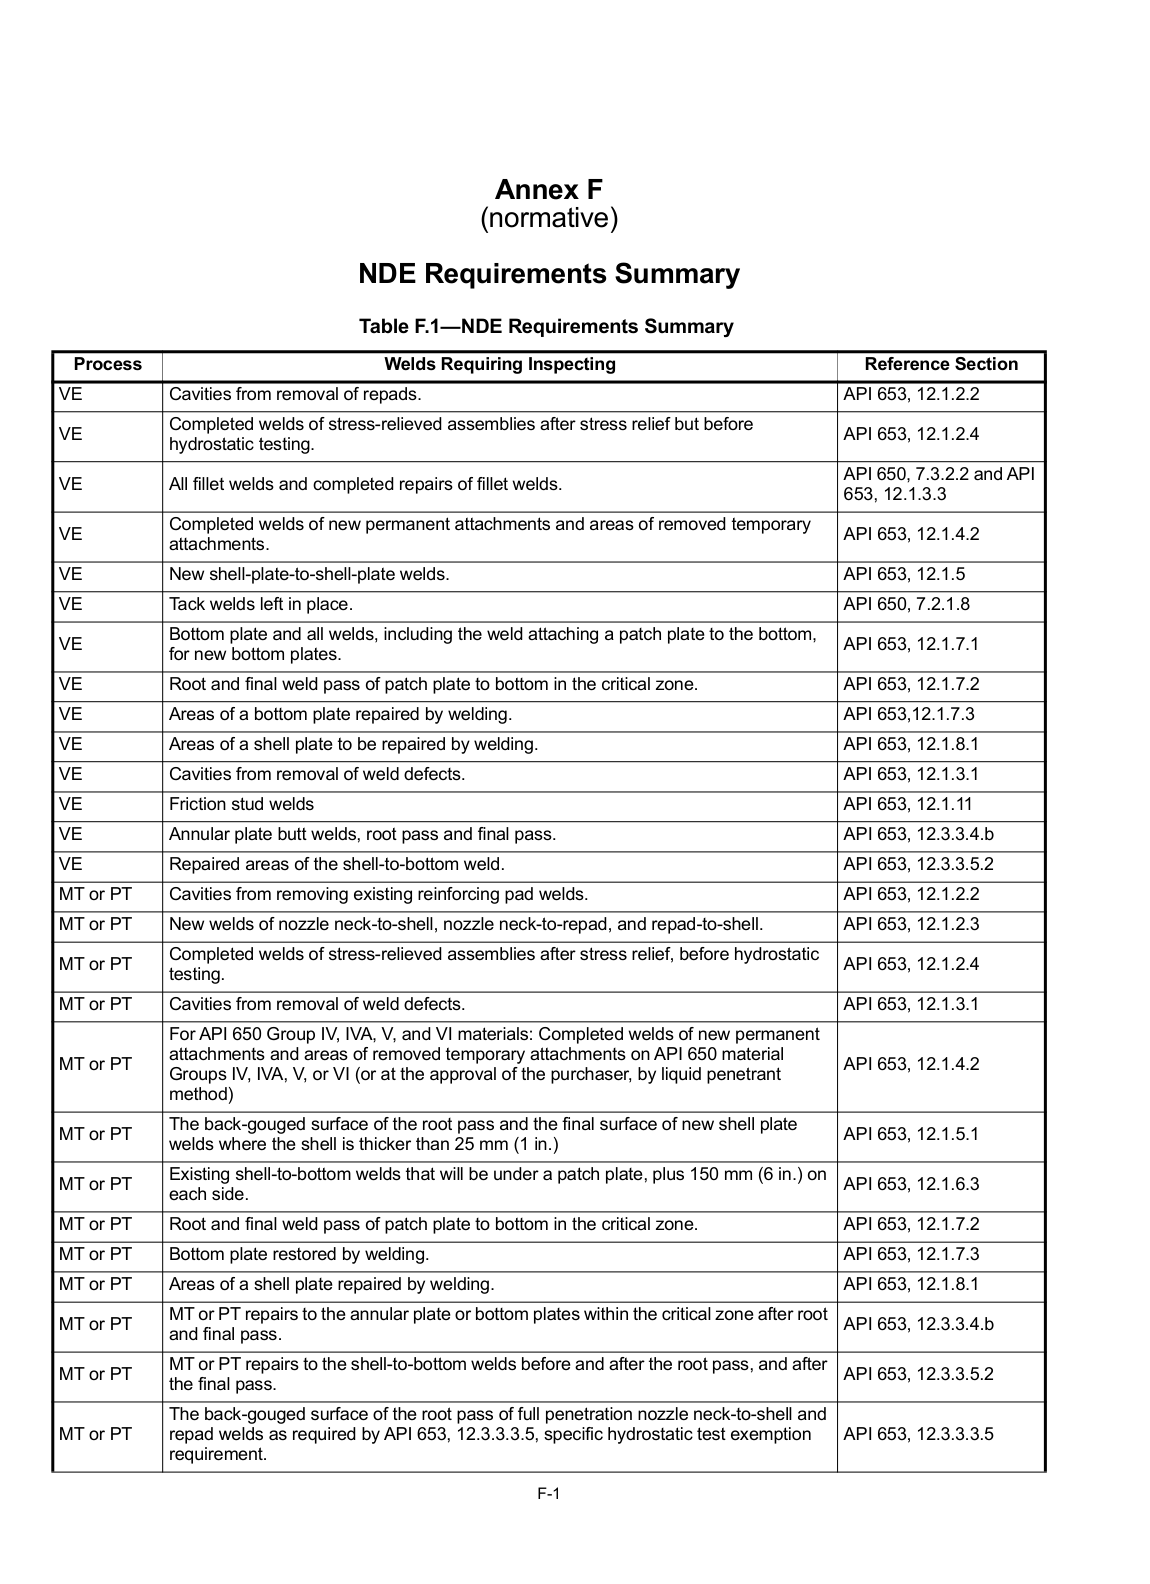 Annex F
(normative)
NDE Requirements Summary
Table F.1—NDE Requirements Summary
Process Welds Requiring Inspecting Reference Section
VE Cavities from removal of repads. API 653, 12.1.2.2
VE Completed welds of stress-relieved assemblies after stress relief but before
hydrostatic testing. API 653, 12.1.2.4
VE All fillet welds and completed repairs of fillet welds. API 650, 7.3.2.2 and API
653, 12.1.3.3
VE Completed welds of new permanent attachments and areas of removed temporary
attachments. API 653, 12.1.4.2
VE New shell-plate-to-shell-plate welds. API 653, 12.1.5
VE Tack welds left in place. API 650, 7.2.1.8
VE Bottom plate and all welds, including the weld attaching a patch plate to the bottom,
for new bottom plates. API 653, 12.1.7.1
VE Root and final weld pass of patch plate to bottom in the critical zone. API 653, 12.1.7.2
VE Areas of a bottom plate repaired by welding. API 653,12.1.7.3
VE Areas of a shell plate to be repaired by welding. API 653, 12.1.8.1
VE Cavities from removal of weld defects. API 653, 12.1.3.1
VE Friction stud welds API 653, 12.1.11
VE Annular plate butt welds, root pass and final pass. API 653, 12.3.3.4.b
VE Repaired areas of the shell-to-bottom weld. API 653, 12.3.3.5.2
MT or PT Cavities from removing existing reinforcing pad welds. API 653, 12.1.2.2
MT or PT New welds of nozzle neck-to-shell, nozzle neck-to-repad, and repad-to-shell. API 653, 12.1.2.3
MT or PT Completed welds of stress-relieved assemblies after stress relief, before hydrostatic
testing. API 653, 12.1.2.4
MT or PT Cavities from removal of weld defects. API 653, 12.1.3.1
MT or PT For API 650 Group IV, IVA, V, and VI materials: Completed welds of new permanent
attachments and areas of removed temporary attachments on API 650 material
Groups IV, IVA, V, or VI (or at the approval of the purchaser, by liquid penetrant
method) API 653, 12.1.4.2
MT or PT The back-gouged surface of the root pass and the final surface of new shell plate
welds where the shell is thicker than 25 mm (1 in.) API 653, 12.1.5.1
MT or PT Existing shell-to-bottom welds that will be under a patch plate, plus 150 mm (6 in.) on
each side. API 653, 12.1.6.3
MT or PT Root and final weld pass of patch plate to bottom in the critical zone. API 653, 12.1.7.2
MT or PT Bottom plate restored by welding. API 653, 12.1.7.3
MT or PT Areas of a shell plate repaired by welding. API 653, 12.1.8.1
MT or PT MT or PT repairs to the annular plate or bottom plates within the critical zone after root
and final pass. API 653, 12.3.3.4.b
MT or PT MT or PT repairs to the shell-to-bottom welds before and after the root pass, and after
the final pass. API 653, 12.3.3.5.2
MT or PT The back-gouged surface of the root pass of full penetration nozzle neck-to-shell and
repad welds as required by API 653, 12.3.3.3.5, specific hydrostatic test exemption
requirement. API 653, 12.3.3.3.5
F-1